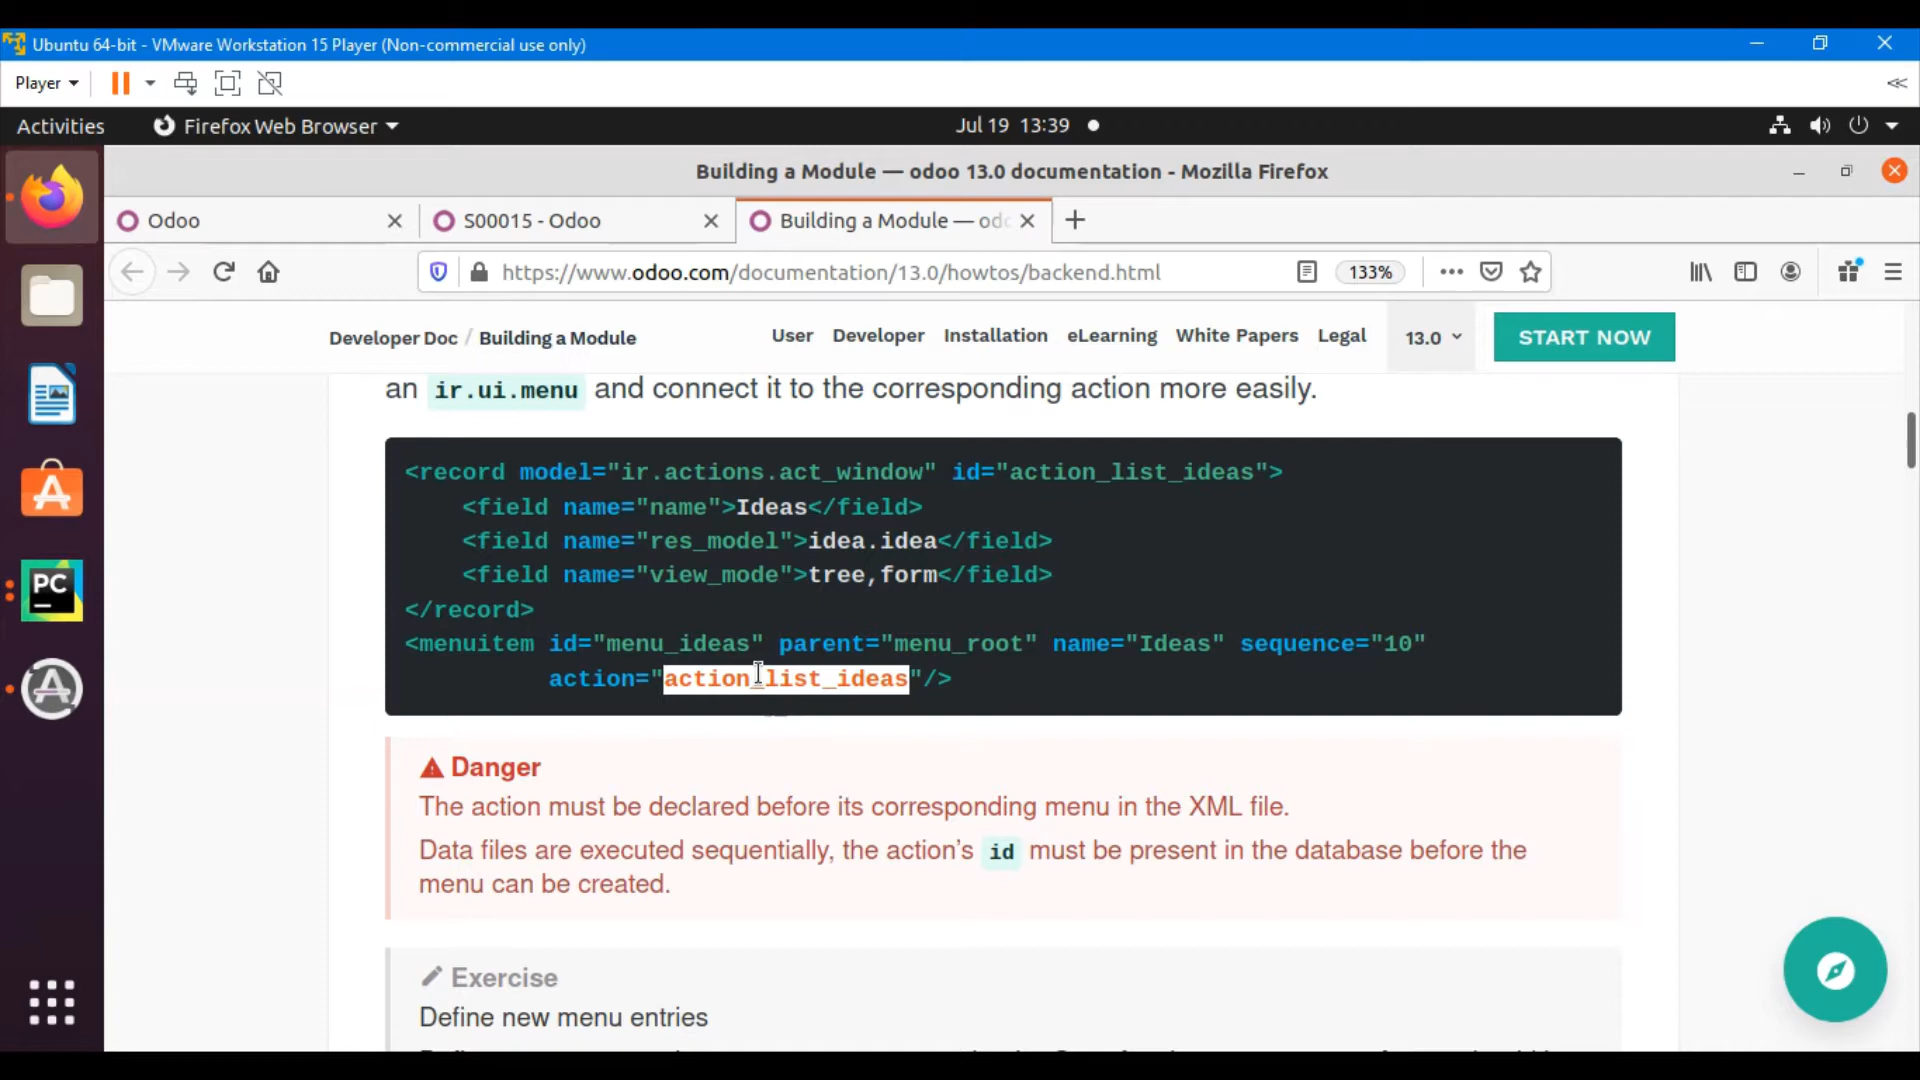 Ubuntu 64-bit - VMware Workstation 15 Player (Non-commercial use only)
Player
Activities
Firefox Web Browser
Jul 19 13:39
Building a Module — odoo 13.0 documentation - Mozilla Firefox
Odoo
S00015 - Odoo
Building a Module — odo
https://www.odoo.com/documentation/13.0/howtos/backend.html
133%
Developer Doc / Building a Module
User
Developer
Installation
eLearning
White Papers
Legal
13.0
START NOW
an ir.ui.menu and connect it to the corresponding action more easily.
<record model="ir.actions.act_window" id="action_list_ideas">
<field name="name">Ideas</field>
<field name="res_model">idea.idea</field>
<field name="view_mode">tree,form</field>
</record>
<menuitem id="menu_ideas" parent="menu_root" name="Ideas" sequence="10"
action="action_list_ideas"/>
Danger
The action must be declared before its corresponding menu in the XML file.
Data files are executed sequentially, the action's id must be present in the database before the
menu can be created.
Exercise
Define new menu entries
PC